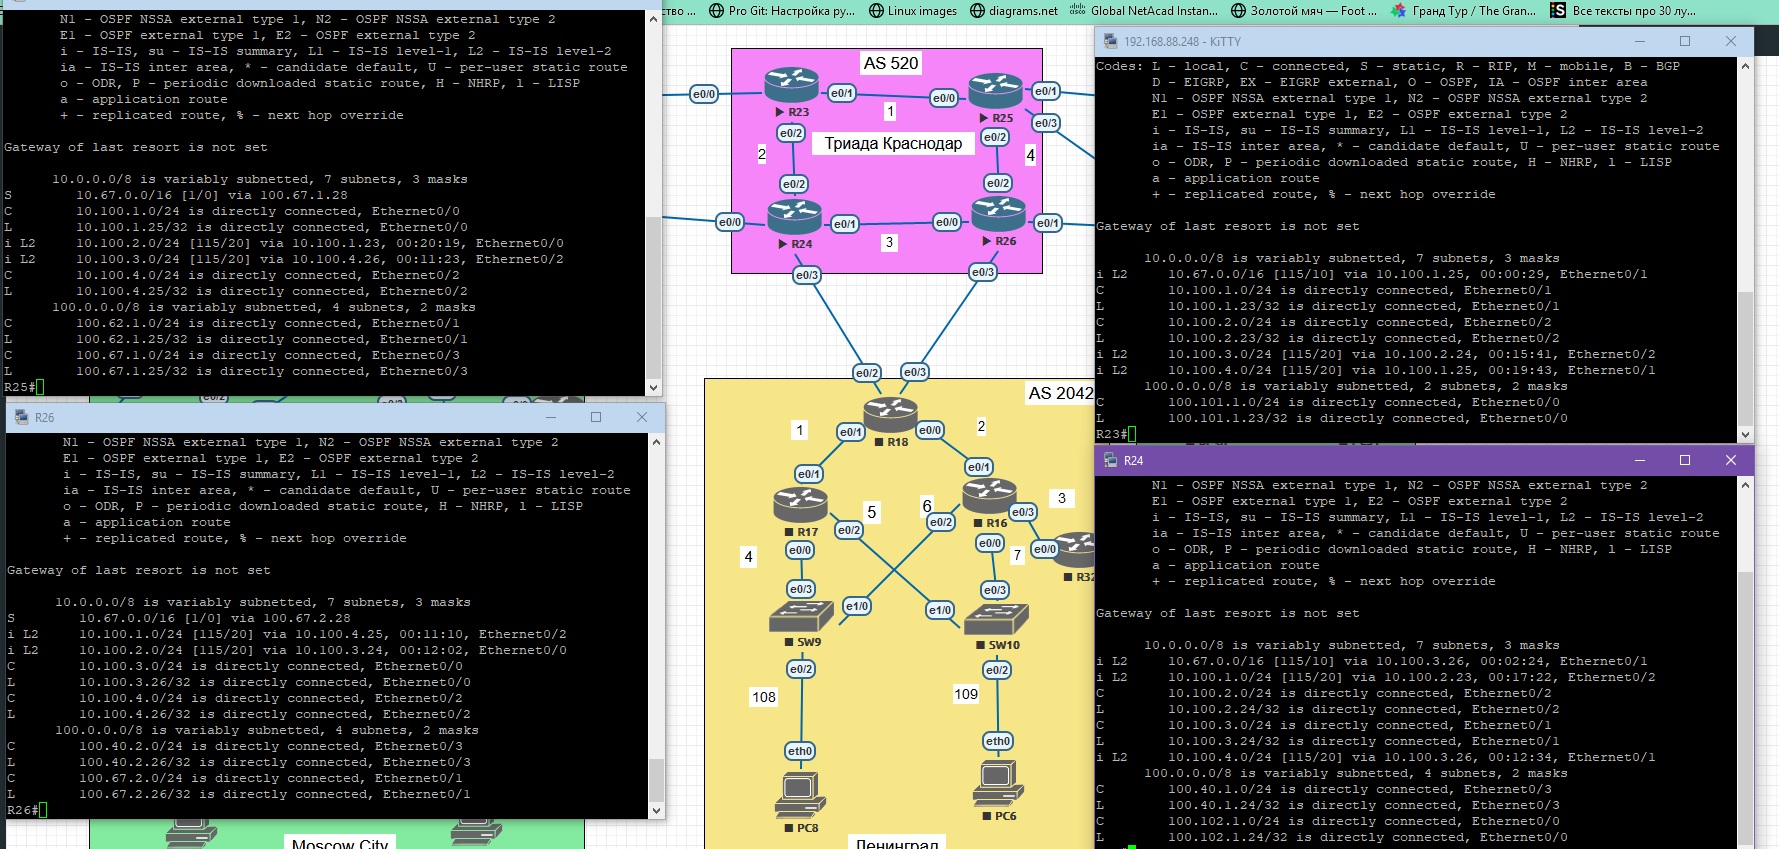 ство ...
Pro Git: Настройка ру...
Linux images
diagrams.net
Global NetAcad Instan...
Золотой мяч — Foot ...
Гранд Тур / The Gran...
Все тексты про 30 лу...
N1 - OSPF NSSA external type 1, N2 - OSPF NSSA external type 2
E1 - OSPF external type 1, E2 - OSPF external type 2
i - IS-IS, su - IS-IS summary, L1 - IS-IS level-1, L2 - IS-IS level-2
ia - IS-IS inter area, * - candidate default, U - per-user static route
o - ODR, P - periodic downloaded static route, H - NHRP, l - LISP
a - application route
+ - replicated route, % - next hop override
Gateway of last resort is not set
10.0.0.0/8 is variably subnetted, 7 subnets, 3 masks
S 10.67.0.0/16 [1/0] via 100.67.1.28
C 10.100.1.0/24 is directly connected, Ethernet0/0
L 10.100.1.25/32 is directly connected, Ethernet0/0
i L2 10.100.2.0/24 [115/20] via 10.100.1.23, 00:20:19, Ethernet0/0
i L2 10.100.3.0/24 [115/20] via 10.100.4.26, 00:11:23, Ethernet0/2
C 10.100.4.0/24 is directly connected, Ethernet0/2
L 10.100.4.25/32 is directly connected, Ethernet0/2
100.0.0.0/8 is variably subnetted, 4 subnets, 2 masks
C 100.62.1.0/24 is directly connected, Ethernet0/1
L 100.62.1.25/32 is directly connected, Ethernet0/1
C 100.67.1.0/24 is directly connected, Ethernet0/3
L 100.67.1.25/32 is directly connected, Ethernet0/3
R25#
R26
N1 - OSPF NSSA external type 1, N2 - OSPF NSSA external type 2
E1 - OSPF external type 1, E2 - OSPF external type 2
i - IS-IS, su - IS-IS summary, L1 - IS-IS level-1, L2 - IS-IS level-2
ia - IS-IS inter area, * - candidate default, U - per-user static route
o - ODR, P - periodic downloaded static route, H - NHRP, l - LISP
a - application route
+ - replicated route, % - next hop override
Gateway of last resort is not set
10.0.0.0/8 is variably subnetted, 7 subnets, 3 masks
S 10.67.0.0/16 [1/0] via 100.67.2.28
i L2 10.100.1.0/24 [115/20] via 10.100.4.25, 00:11:10, Ethernet0/2
i L2 10.100.2.0/24 [115/20] via 10.100.3.24, 00:12:02, Ethernet0/0
C 10.100.3.0/24 is directly connected, Ethernet0/0
L 10.100.3.26/32 is directly connected, Ethernet0/0
C 10.100.4.0/24 is directly connected, Ethernet0/2
L 10.100.4.26/32 is directly connected, Ethernet0/2
100.0.0.0/8 is variably subnetted, 4 subnets, 2 masks
C 100.40.2.0/24 is directly connected, Ethernet0/3
L 100.40.2.26/32 is directly connected, Ethernet0/3
C 100.67.2.0/24 is directly connected, Ethernet0/1
L 100.67.2.26/32 is directly connected, Ethernet0/1
R26#
Moscow City
AS 520
e0/0
e0/1
e0/0
e0/1
R23
1
R25
e0/2
Триада Краснодар
e0/2
e0/3
2
4
e0/2
e0/2
e0/0
e0/1
e0/0
e0/1
R24
3
R26
e0/3
e0/3
e0/2
e0/3
AS 2042
1
e0/1
R18
e0/0
2
e0/1
e0/1
R17
5
6
R16
3
e0/2
e0/2
e0/3
4
e0/0
e0/0
7
e0/0
R32
e0/3
e1/0
e1/0
e0/3
SW9
SW10
e0/2
e0/2
108
109
eth0
eth0
PC8
PC6
Ленинград
192.168.88.248 - KiTTY
Codes: L - local, C - connected, S - static, R - RIP, M - mobile, B - BGP
D - EIGRP, EX - EIGRP external, O - OSPF, IA - OSPF inter area
N1 - OSPF NSSA external type 1, N2 - OSPF NSSA external type 2
E1 - OSPF external type 1, E2 - OSPF external type 2
i - IS-IS, su - IS-IS summary, L1 - IS-IS level-1, L2 - IS-IS level-2
ia - IS-IS inter area, * - candidate default, U - per-user static route
o - ODR, P - periodic downloaded static route, H - NHRP, l - LISP
a - application route
+ - replicated route, % - next hop override
Gateway of last resort is not set
10.0.0.0/8 is variably subnetted, 7 subnets, 3 masks
i L2 10.67.0.0/16 [115/10] via 10.100.1.25, 00:00:29, Ethernet0/1
C 10.100.1.0/24 is directly connected, Ethernet0/1
L 10.100.1.23/32 is directly connected, Ethernet0/1
C 10.100.2.0/24 is directly connected, Ethernet0/2
L 10.100.2.23/32 is directly connected, Ethernet0/2
i L2 10.100.3.0/24 [115/20] via 10.100.2.24, 00:15:41, Ethernet0/2
i L2 10.100.4.0/24 [115/20] via 10.100.1.25, 00:19:43, Ethernet0/1
100.0.0.0/8 is variably subnetted, 2 subnets, 2 masks
C 100.101.1.0/24 is directly connected, Ethernet0/0
L 100.101.1.23/32 is directly connected, Ethernet0/0
R23#
R24
N1 - OSPF NSSA external type 1, N2 - OSPF NSSA external type 2
E1 - OSPF external type 1, E2 - OSPF external type 2
i - IS-IS, su - IS-IS summary, L1 - IS-IS level-1, L2 - IS-IS level-2
ia - IS-IS inter area, * - candidate default, U - per-user static route
o - ODR, P - periodic downloaded static route, H - NHRP, l - LISP
a - application route
+ - replicated route, % - next hop override
Gateway of last resort is not set
10.0.0.0/8 is variably subnetted, 7 subnets, 3 masks
i L2 10.67.0.0/16 [115/10] via 10.100.3.26, 00:02:24, Ethernet0/1
i L2 10.100.1.0/24 [115/20] via 10.100.2.23, 00:17:22, Ethernet0/2
C 10.100.2.0/24 is directly connected, Ethernet0/2
L 10.100.2.24/32 is directly connected, Ethernet0/2
C 10.100.3.0/24 is directly connected, Ethernet0/1
L 10.100.3.24/32 is directly connected, Ethernet0/1
i L2 10.100.4.0/24 [115/20] via 10.100.3.26, 00:12:34, Ethernet0/1
100.0.0.0/8 is variably subnetted, 4 subnets, 2 masks
C 100.40.1.0/24 is directly connected, Ethernet0/3
L 100.40.1.24/32 is directly connected, Ethernet0/3
C 100.102.1.0/24 is directly connected, Ethernet0/0
L 100.102.1.24/32 is directly connected, Ethernet0/0